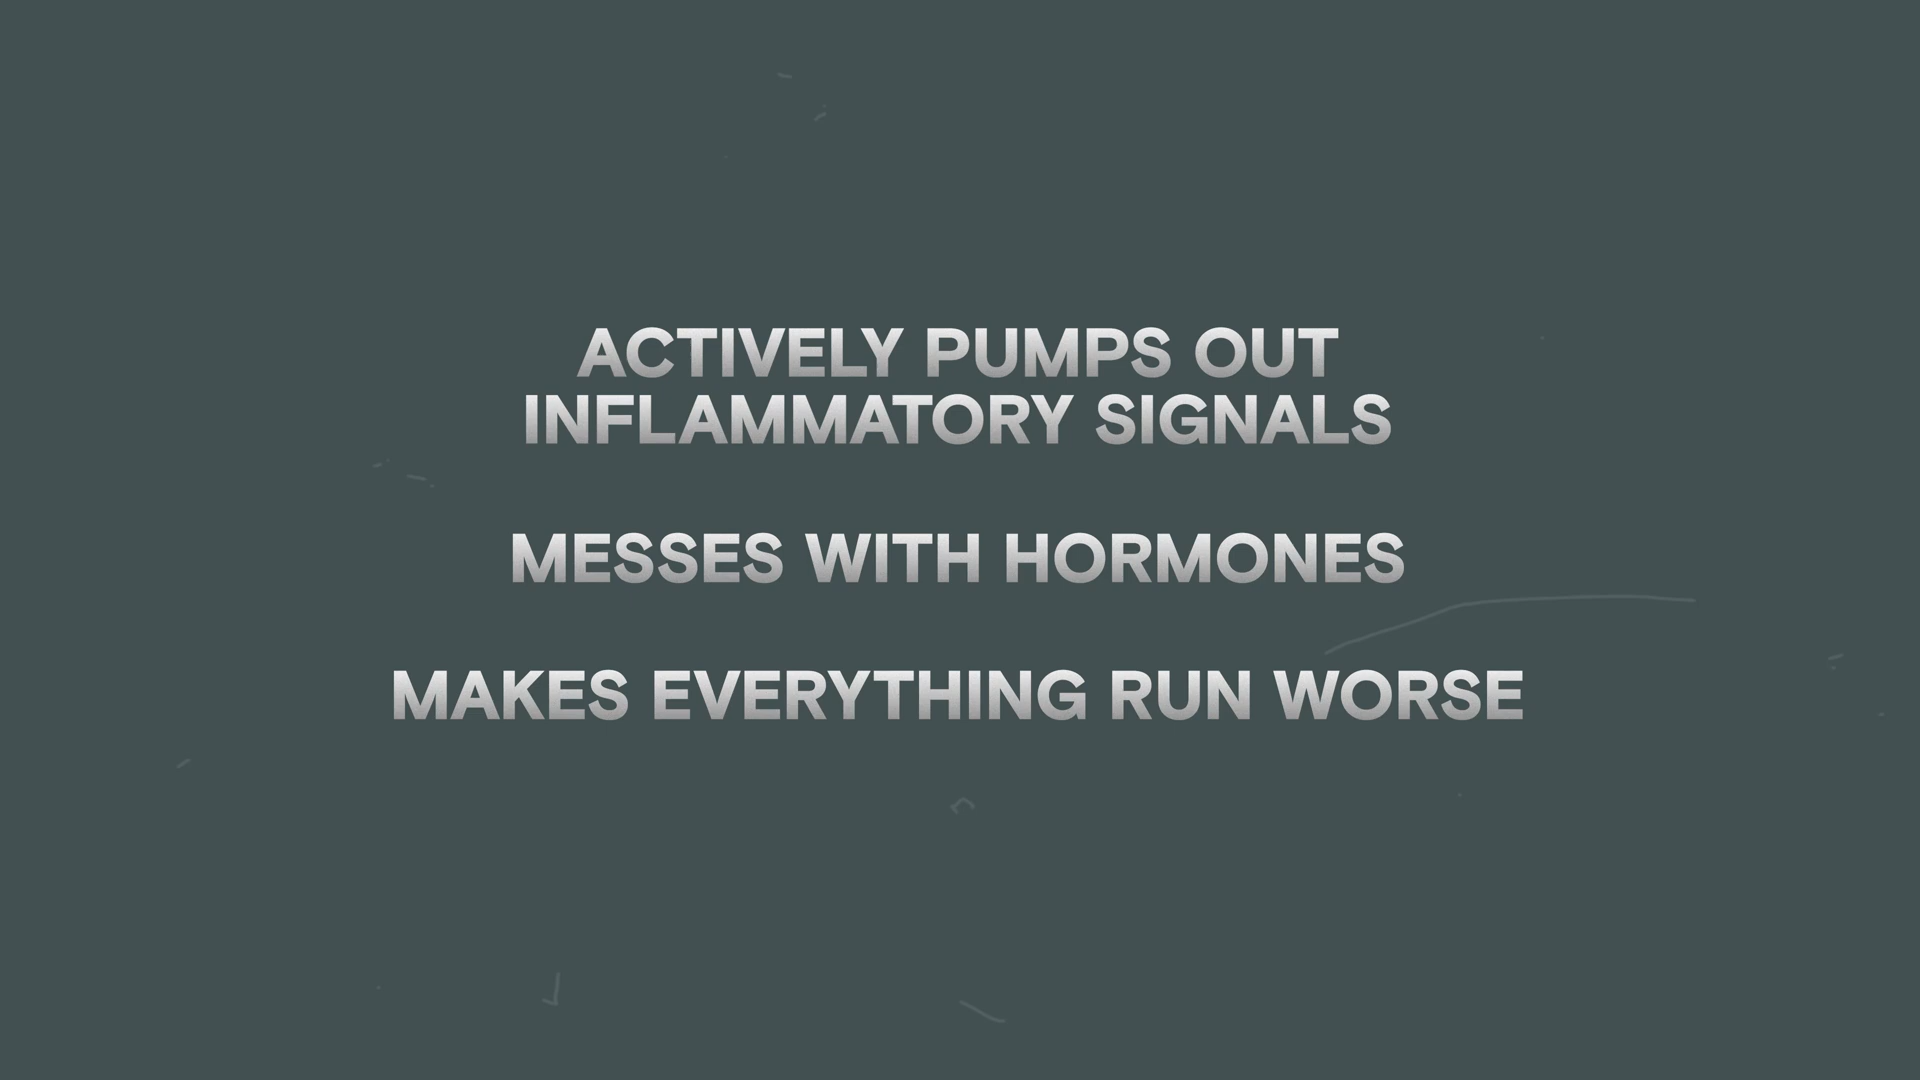 ACTIVELY PUMPS OUT
INFLAMMATORY SIGNALS
MESSES WITH HORMONES
MAKES EVERYTHING RUN WORSE